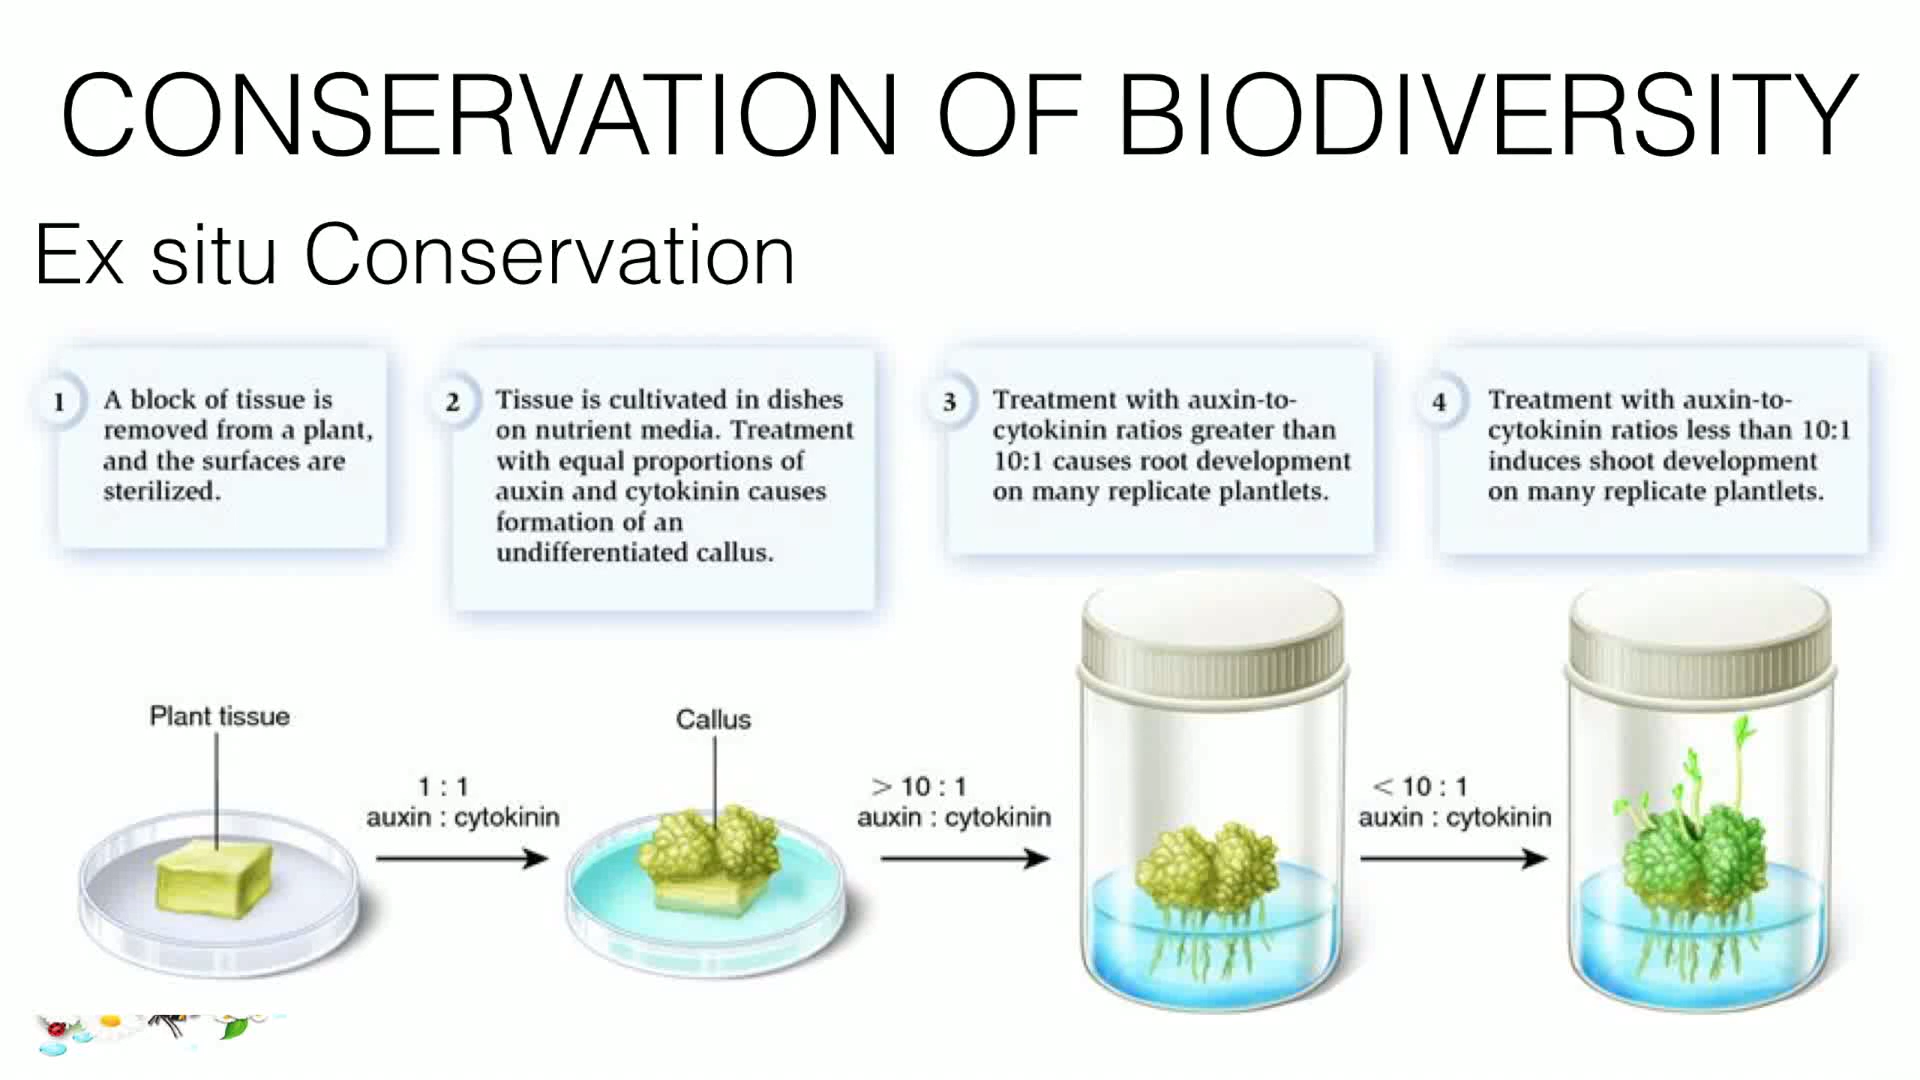 CONSERVATION OF BIODIVERSITY
Ex situ Conservation
1
A block of tissue is
removed from a plant,
and the surfaces are
sterilized.
2
Tissue is cultivated in dishes
on nutrient media. Treatment
with equal proportions of
auxin and cytokinin causes
formation of an
undifferentiated callus.
3
Treatment with auxin-to-
cytokinin ratios greater than
10:1 causes root development
on many replicate plantlets.
4
Treatment with auxin-to-
cytokinin ratios less than 10:1
induces shoot development
on many replicate plantlets.
Plant tissue
1 : 1
auxin : cytokinin
Callus
> 10 : 1
auxin : cytokinin
< 10 : 1
auxin : cytokinin